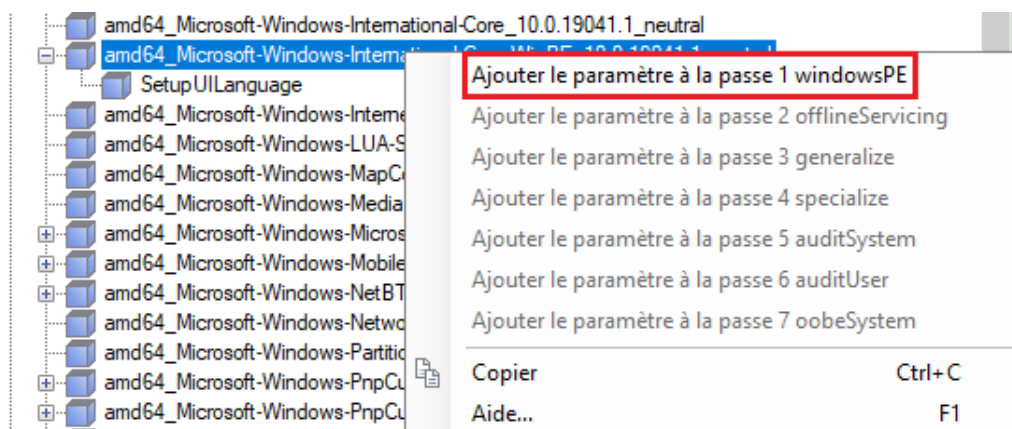 amd64_Microsoft-Windows-International-Core_10.0.19041.1_neutral
amd64_Microsoft-Windows-Interna
Ajouter le paramètre à la passe 1 windowsPE
SetupUILanguage
amd64_Microsoft-Windows-Interne
Ajouter le paramètre à la passe 2 offlineServicing
amd64_Microsoft-Windows-LUA-S
Ajouter le paramètre à la passe 3 generalize
amd64_Microsoft-Windows-MapCo
amd64_Microsoft-Windows-Media
Ajouter le paramètre à la passe 4 specialize
amd64_Microsoft-Windows-Micros
Ajouter le paramètre à la passe 5 auditSystem
amd64_Microsoft-Windows-Mobile
Ajouter le paramètre à la passe 6 auditUser
amd64_Microsoft-Windows-NetBT
amd64_Microsoft-Windows-Netwo
Ajouter le paramètre à la passe 7 oobeSystem
amd64_Microsoft-Windows-Partitio
amd64_Microsoft-Windows-PnpCu
Copier Ctrl+C
amd64_Microsoft-Windows-PnpCu
Aide... F1